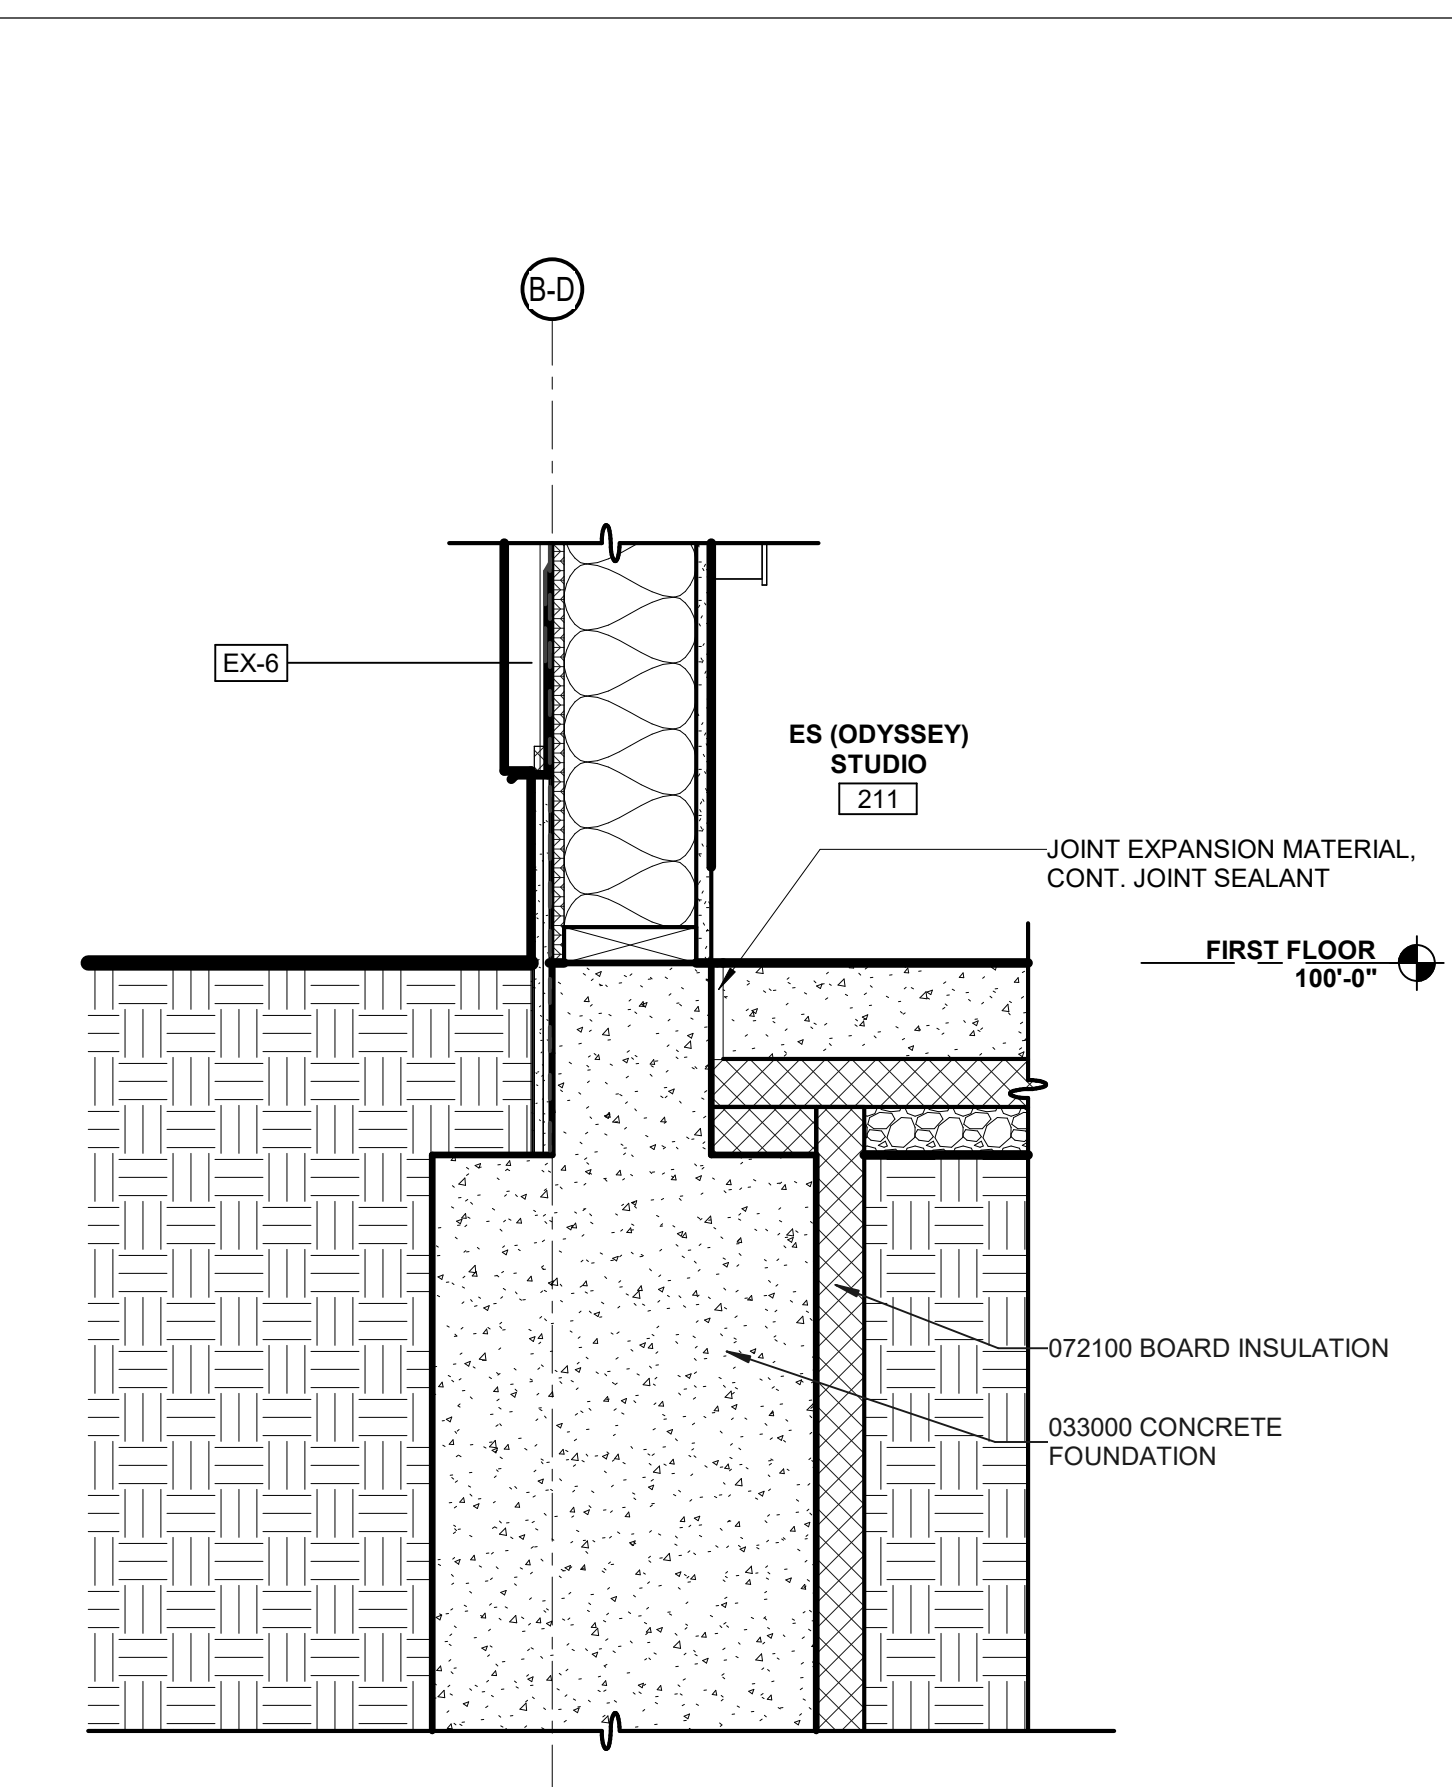 B-D
EX-6
ES (ODYSSEY)
STUDIO
211
JOINT EXPANSION MATERIAL,
CONT. JOINT SEALANT
FIRST FLOOR
100'-0"
072100 BOARD INSULATION
033000 CONCRETE
FOUNDATION